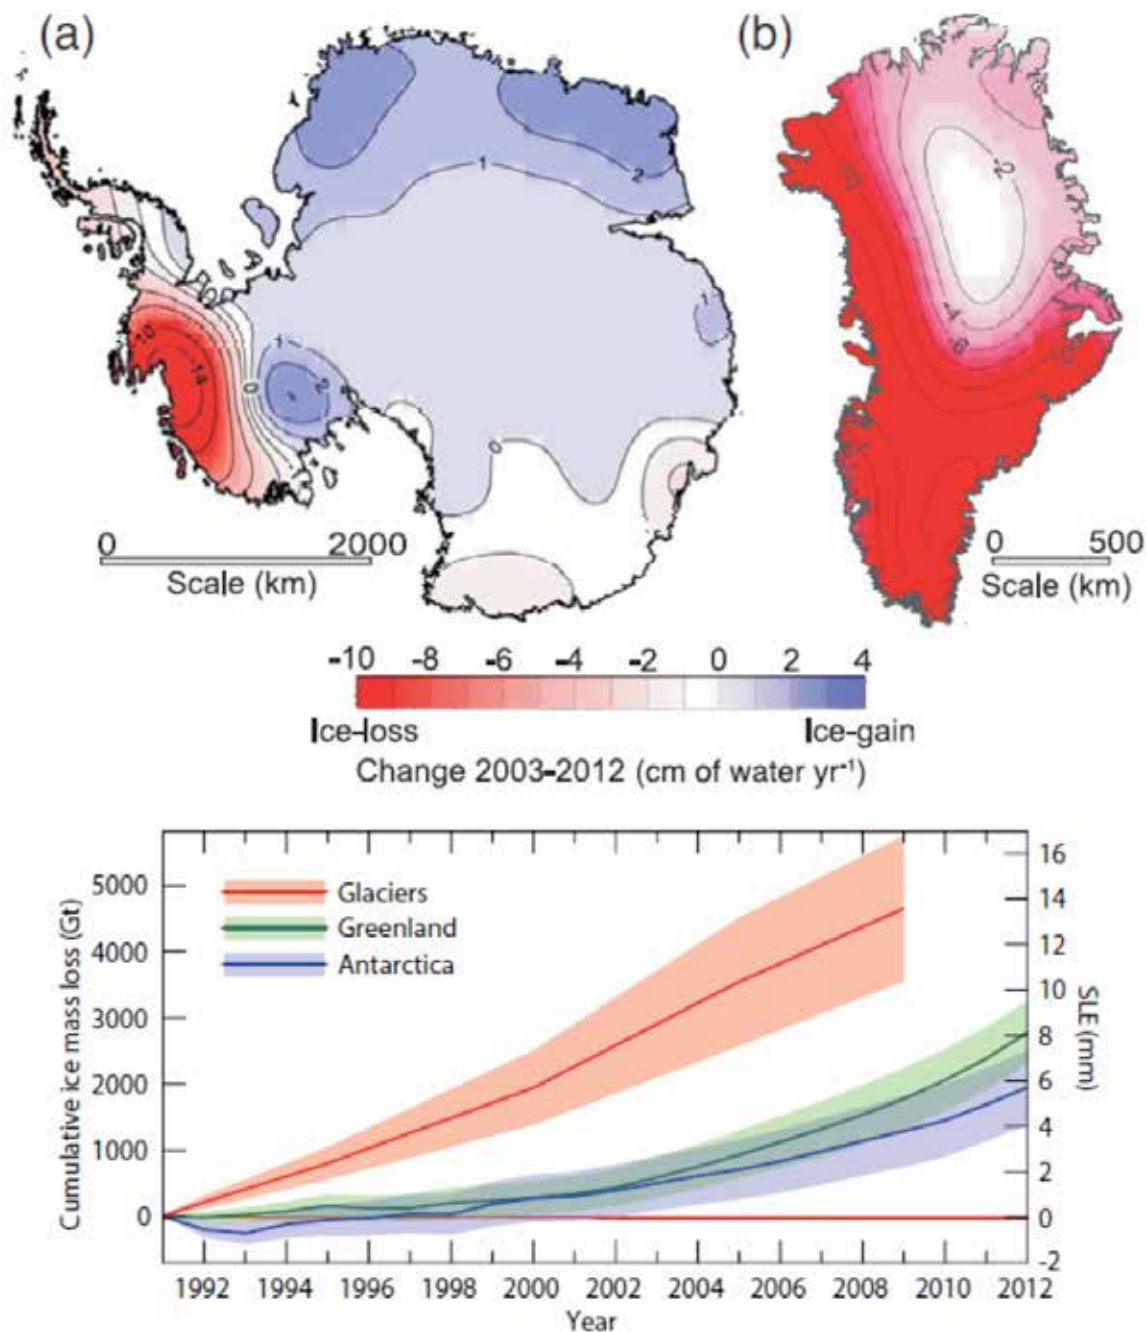 (a)
(b)
1
2
1
1
2
0
0
-10
-14
-2
-4
-6
-10
0 2000
Scale (km)
0 500
Scale (km)
-10 -8 -6 -4 -2 0 2 4
Ice-loss Ice-gain
Change 2003-2012 (cm of water yr⁻¹)
Cumulative ice mass loss (Gt)
5000
4000
3000
2000
1000
0
Glaciers
Greenland
Antarctica
16
14
12
10
8
6
4
2
0
-2
SLE (mm)
1992 1994 1996 1998 2000 2002 2004 2006 2008 2010 2012
Year